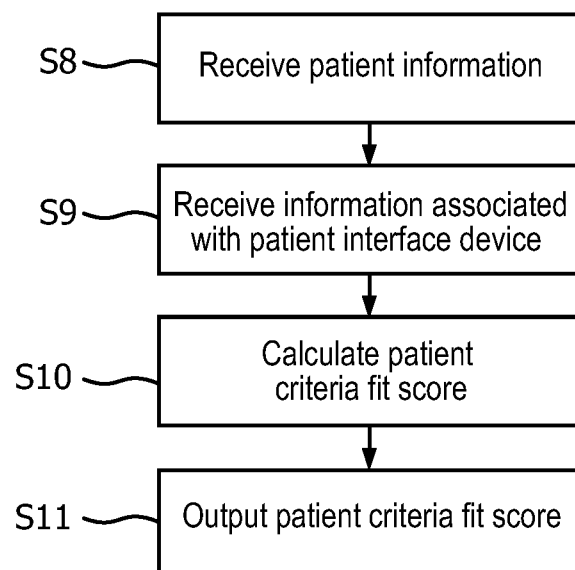 S8
Receive patient information
S9
Receive information associated
with patient interface device
S10
Calculate patient
criteria fit score
S11
Output patient criteria fit score